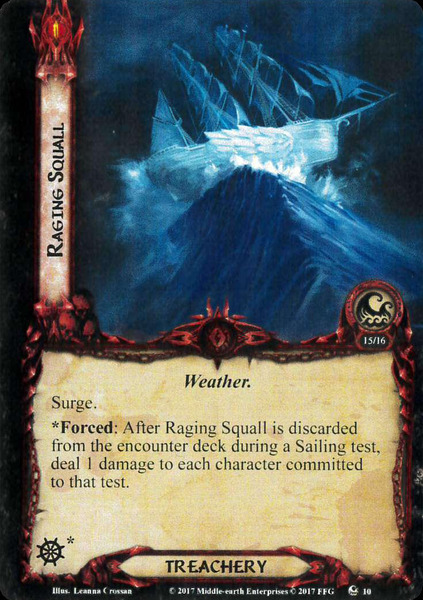 RAGING SQUALL
15/16
Weather.
Surge.
*Forced: After Raging Squall is discarded
from the encounter deck during a Sailing test,
deal 1 damage to each character committed
to that test.
*
TREACHERY
Illus. Leanna Crossan © 2017 Middle-earth Enterprises © 2017 FFG 10